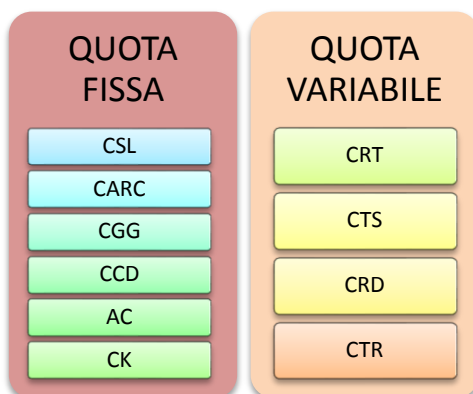 QUOTA
FISSA
CSL
CARC
CGG
CCD
AC
CK
QUOTA
VARIABILE
CRT
CTS
CRD
CTR